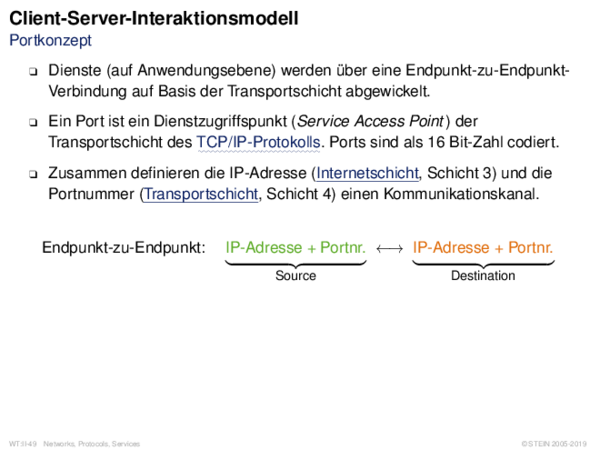 Client-Server-Interaktionsmodell
Portkonzept
❑ Dienste (auf Anwendungsebene) werden über eine Endpunkt-zu-Endpunkt-
Verbindung auf Basis der Transportschicht abgewickelt.
❑ Ein Port ist ein Dienstzugriffspunkt (Service Access Point) der
Transportschicht des TCP/IP-Protokolls. Ports sind als 16 Bit-Zahl codiert.
❑ Zusammen definieren die IP-Adresse (Internetschicht, Schicht 3) und die
Portnummer (Transportschicht, Schicht 4) einen Kommunikationskanal.
Endpunkt-zu-Endpunkt: IP-Adresse + Portnr. ⟷ IP-Adresse + Portnr.
Source Destination
WT:II-49 Networks, Protocols, Services © STEIN 2005-2019